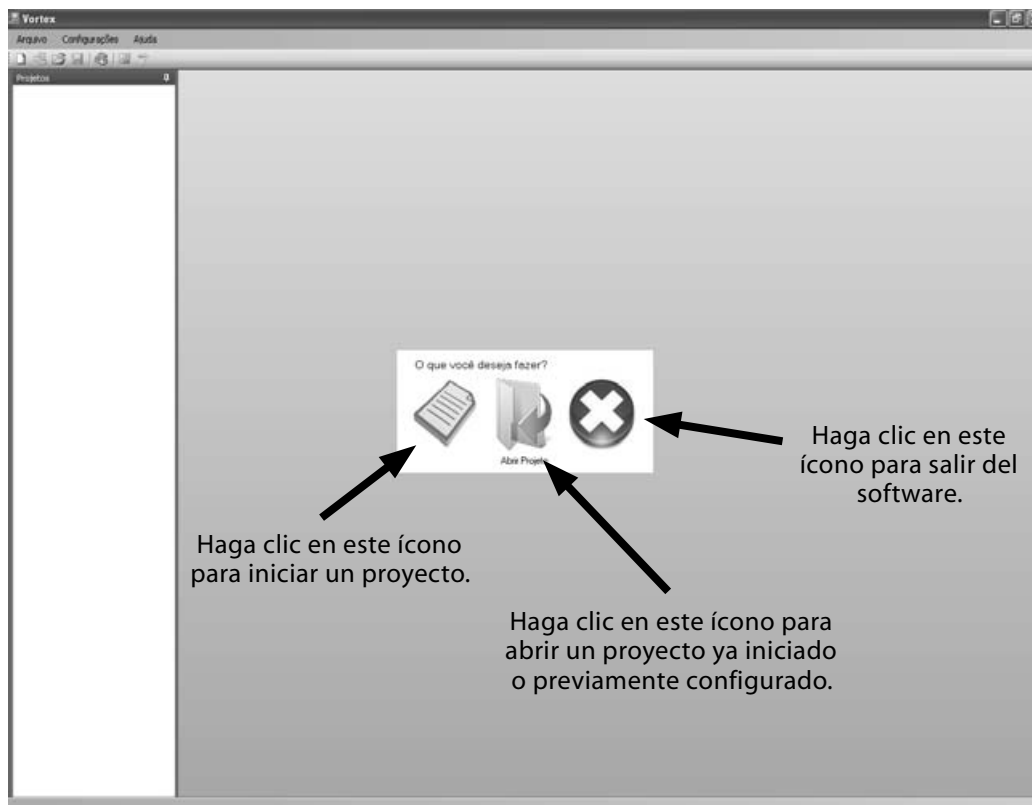 Vortex
Arquivo Configurações Ajuda
Projetos
O que você deseja fazer?
Abrir Projeto
Haga clic en este
ícono para salir del
software.
Haga clic en este ícono
para iniciar un proyecto.
Haga clic en este ícono para
abrir un proyecto ya iniciado
o previamente configurado.